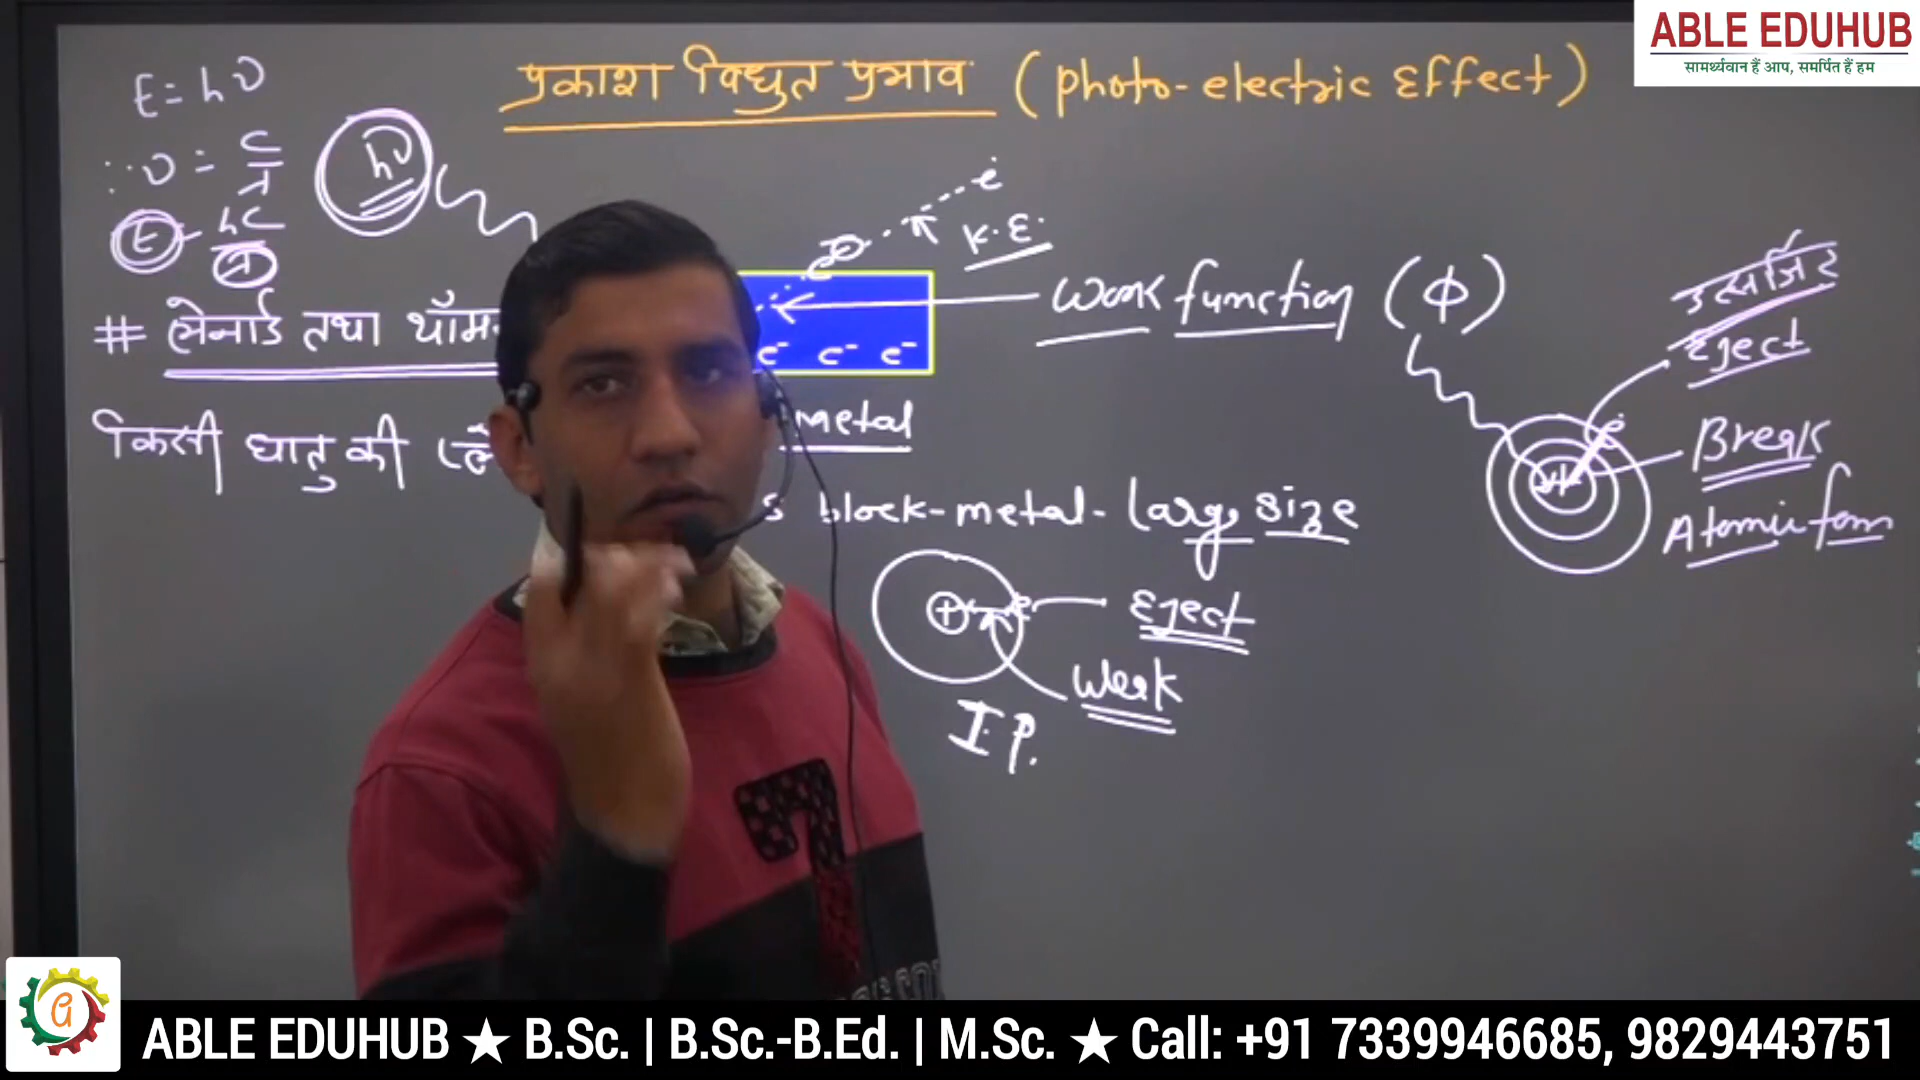 ABLE EDUHUB
सामर्थ्यवान हैं आप, समर्पित हैं हम
प्रकाश विद्युत प्रभाव (photo-electric Effect)
E = hν
∴ ν = c/λ
hν
E = hc/λ
e
K.E.
work function (Φ)
उत्सर्जित
Eject
# लेनार्ड तथा थॉमस
e⁻ e⁻ e⁻
metal
किसी धातु की
Break
block-metal-Large size
Atomic form
+ e
Eject
Work
I.P.
ABLE EDUHUB ★ B.Sc. | B.Sc.-B.Ed. | M.Sc. ★ Call: +91 7339946685, 9829443751